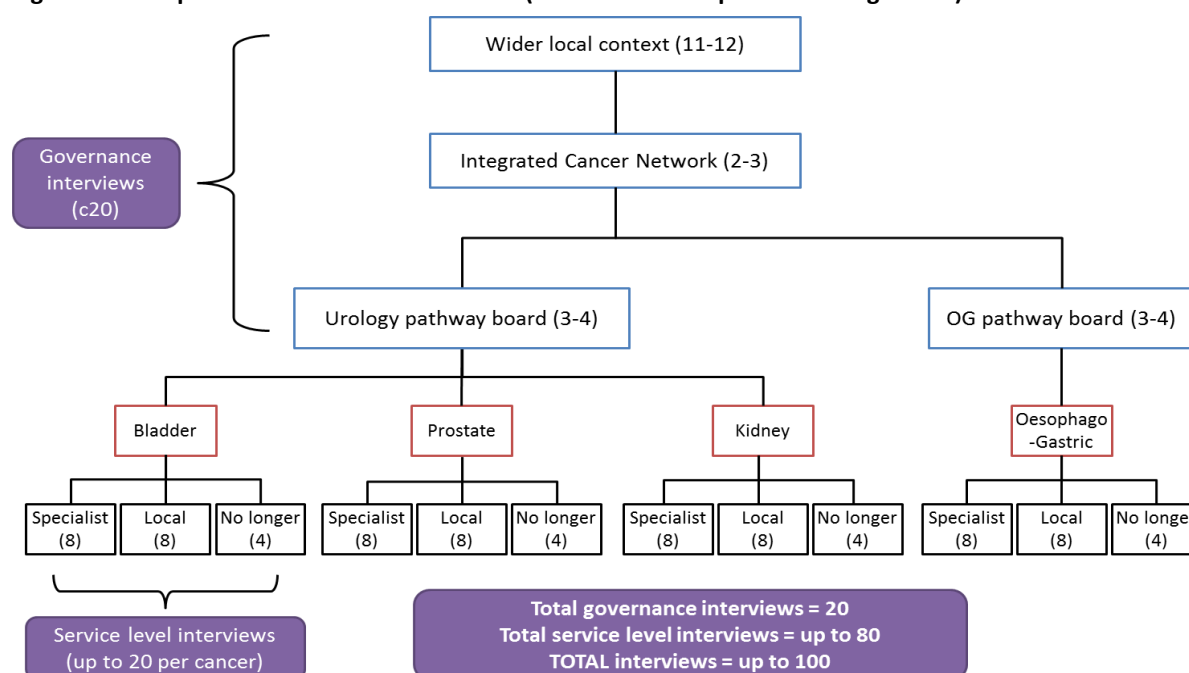 Wider local context (11-12)
Integrated Cancer Network (2-3)
Governance
interviews
(c20)
Urology pathway board (3-4)
OG pathway board (3-4)
Bladder
Prostate
Kidney
Oesophago
-Gastric
Specialist
(8)
Local
(8)
No longer
(4)
Specialist
(8)
Local
(8)
No longer
(4)
Specialist
(8)
Local
(8)
No longer
(4)
Specialist
(8)
Local
(8)
No longer
(4)
Service level interviews
(up to 20 per cancer)
Total governance interviews = 20
Total service level interviews = up to 80
TOTAL interviews = up to 100